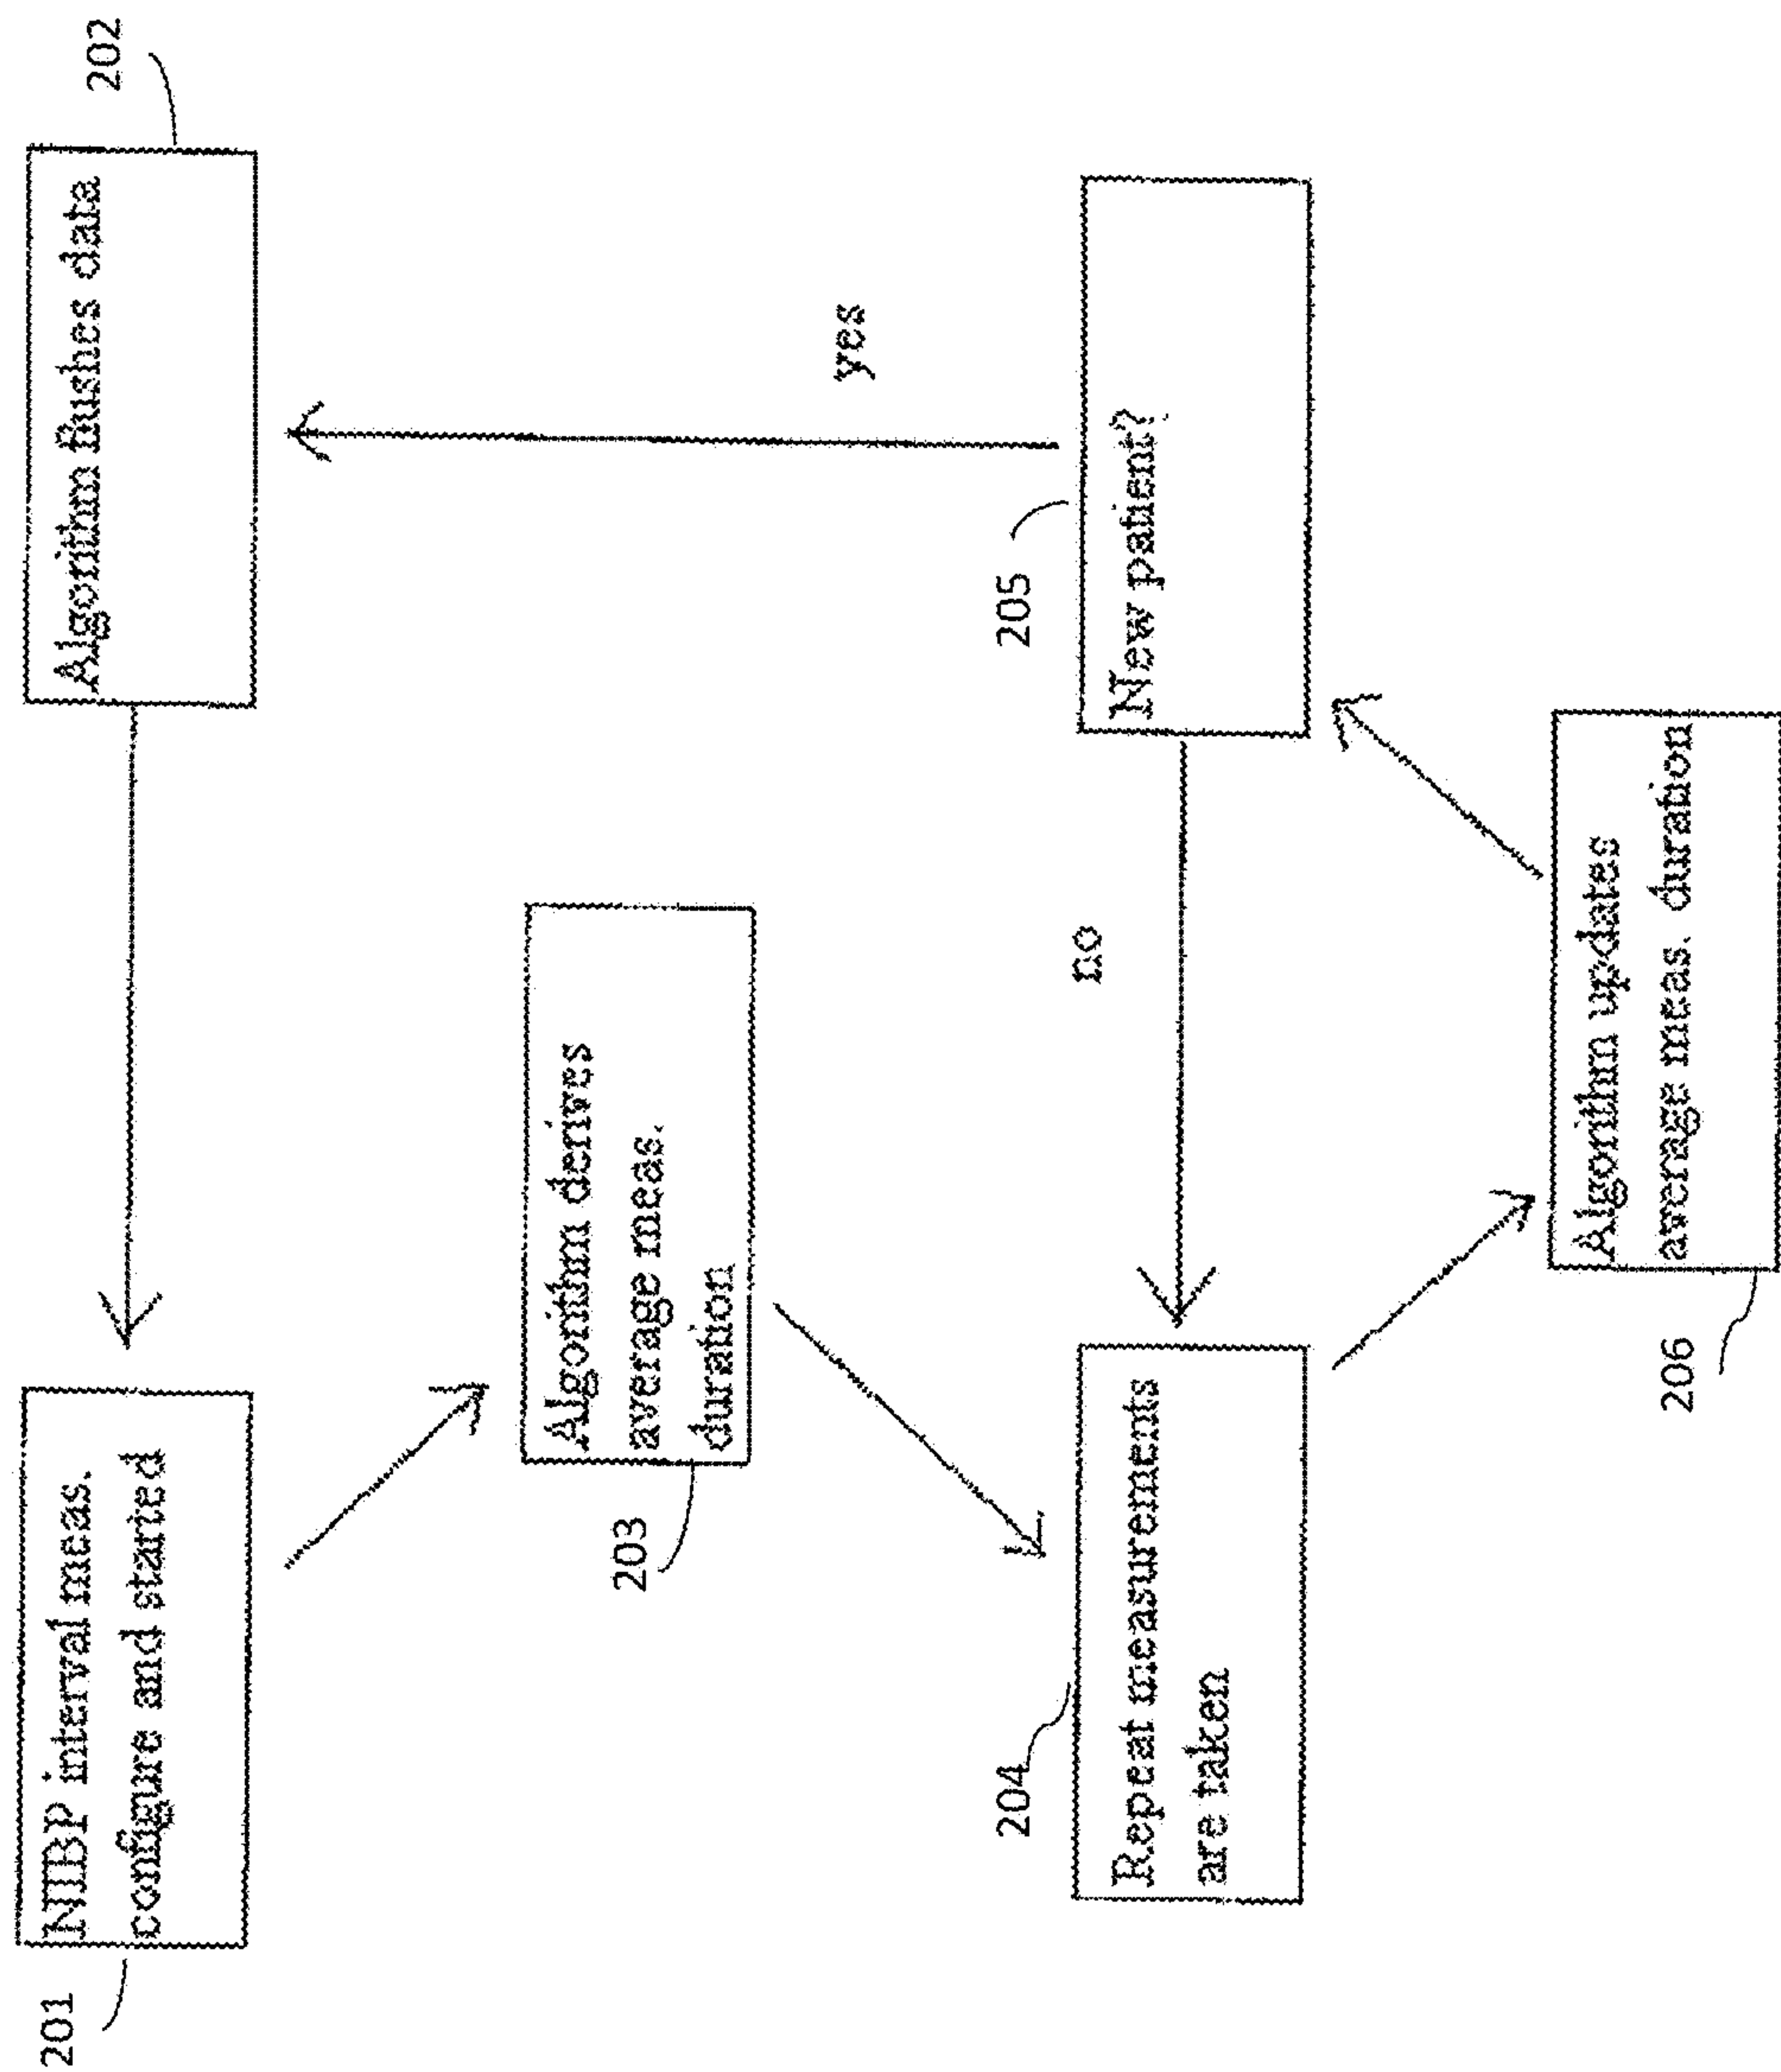 201
NIBP interval meas.
configure and started
Algorithm flushes data
202
Algorithm derives
average meas.
duration
203
204
Repeat measurements
are taken
no
205
New patient?
yes
Algorithm updates
average meas. duration
206